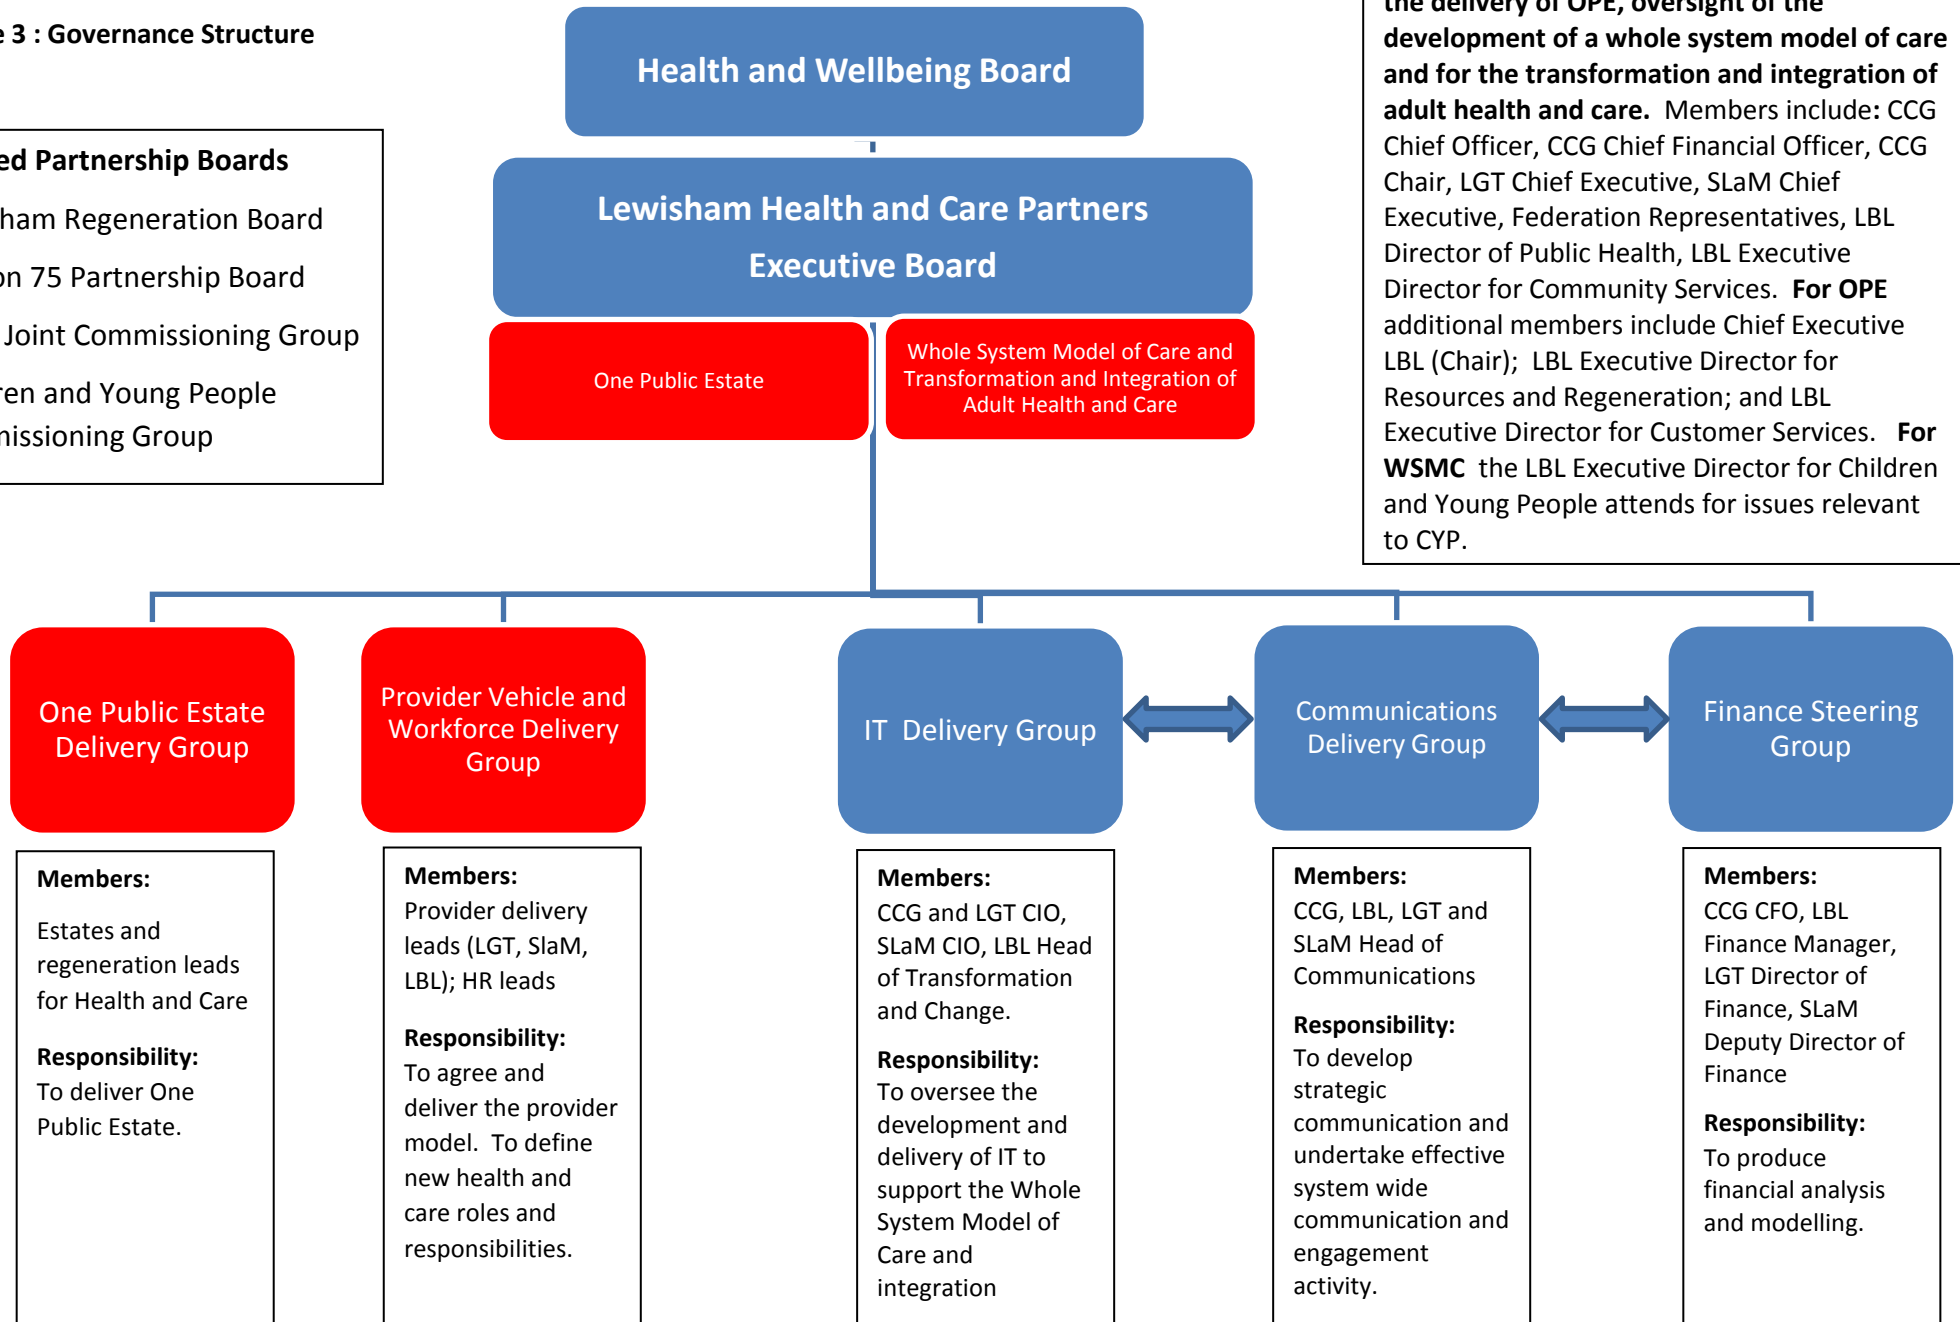 e 3 : Governance Structure
Health and Wellbeing Board
ed Partnership Boards
ham Regeneration Board
on 75 Partnership Board
Joint Commissioning Group
ren and Young People
missioning Group
Lewisham Health and Care Partners
Executive Board
One Public Estate
Whole System Model of Care and
Transformation and Integration of
Adult Health and Care
the delivery of OPE, oversight of the
development of a whole system model of care
and for the transformation and integration of
adult health and care. Members include: CCG
Chief Officer, CCG Chief Financial Officer, CCG
Chair, LGT Chief Executive, SLaM Chief
Executive, Federation Representatives, LBL
Director of Public Health, LBL Executive
Director for Community Services. For OPE
additional members include Chief Executive
LBL (Chair); LBL Executive Director for
Resources and Regeneration; and LBL
Executive Director for Customer Services. For
WSMC the LBL Executive Director for Children
and Young People attends for issues relevant
to CYP.
One Public Estate
Delivery Group
Provider Vehicle and
Workforce Delivery
Group
IT Delivery Group
Communications
Delivery Group
Finance Steering
Group
Members:
Estates and
regeneration leads
for Health and Care
Responsibility:
To deliver One
Public Estate.
Members:
Provider delivery
leads (LGT, SlaM,
LBL); HR leads
Responsibility:
To agree and
deliver the provider
model. To define
new health and
care roles and
responsibilities.
Members:
CCG and LGT CIO,
SLaM CIO, LBL Head
of Transformation
and Change.
Responsibility:
To oversee the
development and
delivery of IT to
support the Whole
System Model of
Care and
integration
Members:
CCG, LBL, LGT and
SLaM Head of
Communications
Responsibility:
To develop
strategic
communication and
undertake effective
system wide
communication and
engagement
activity.
Members:
CCG CFO, LBL
Finance Manager,
LGT Director of
Finance, SLaM
Deputy Director of
Finance
Responsibility:
To produce
financial analysis
and modelling.